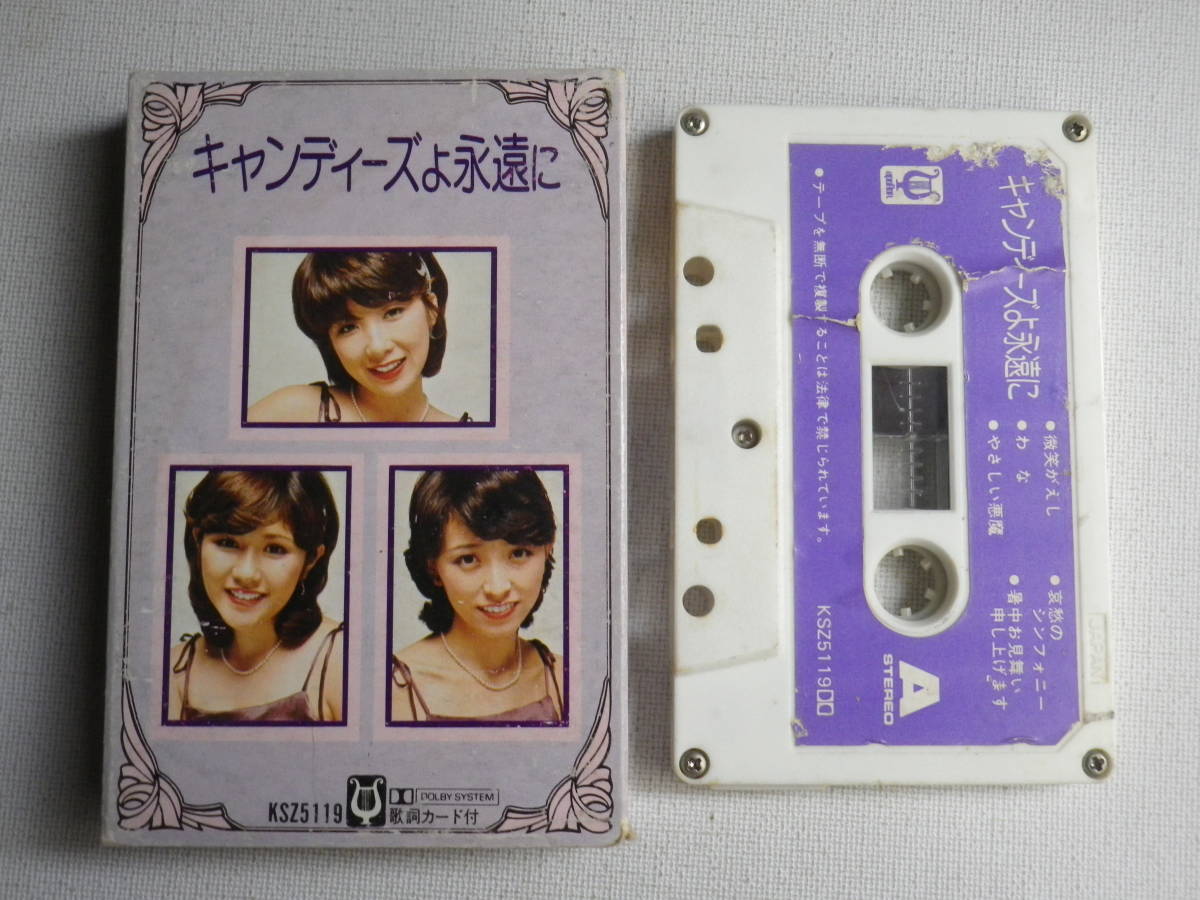 キャンディーズよ永遠に
KSZ5119
DOLBY SYSTEM
歌詞カード付
キャンディーズよ永遠に
●微笑がえし
●わな
●やさしい悪魔
●哀愁の
シンフォニー
●暑中お見舞い
申し上げます
●テープを無断で複製することは法律で禁じられています。
KSZ5119
A
STEREO